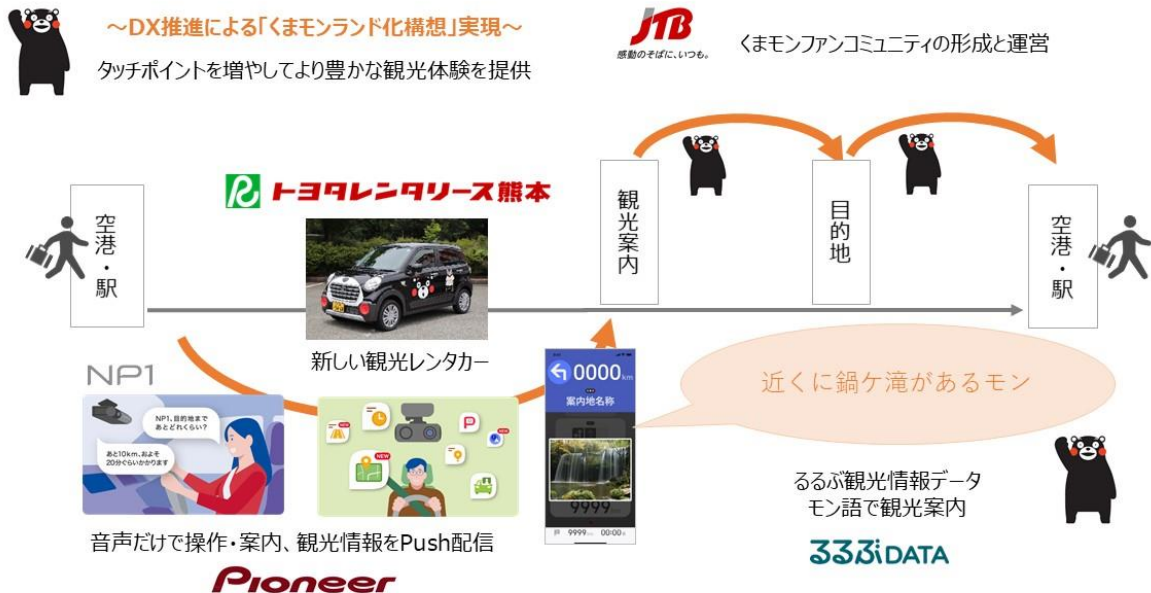 ～DX推進による「くまモンランド化構想」実現～
タッチポイントを増やしてより豊かな観光体験を提供
JTB
感動のそばに、いつも。
くまモンファンコミュニティの形成と運営
空港・駅
トヨタレンタリース熊本
観光案内
目的地
空港・駅
新しい観光レンタカー
NP1
NP1、目的地まで
あとどれくらい？
あと10km、およそ
20分ぐらいかかります
NEW
P
NEW
NEW
0000km
案内地名称
9999
9999
00:00
近くに鍋ケ滝があるモン
るるぶ観光情報データ
モン語で観光案内
音声だけで操作・案内、観光情報をPush配信
Pioneer
るるぶDATA